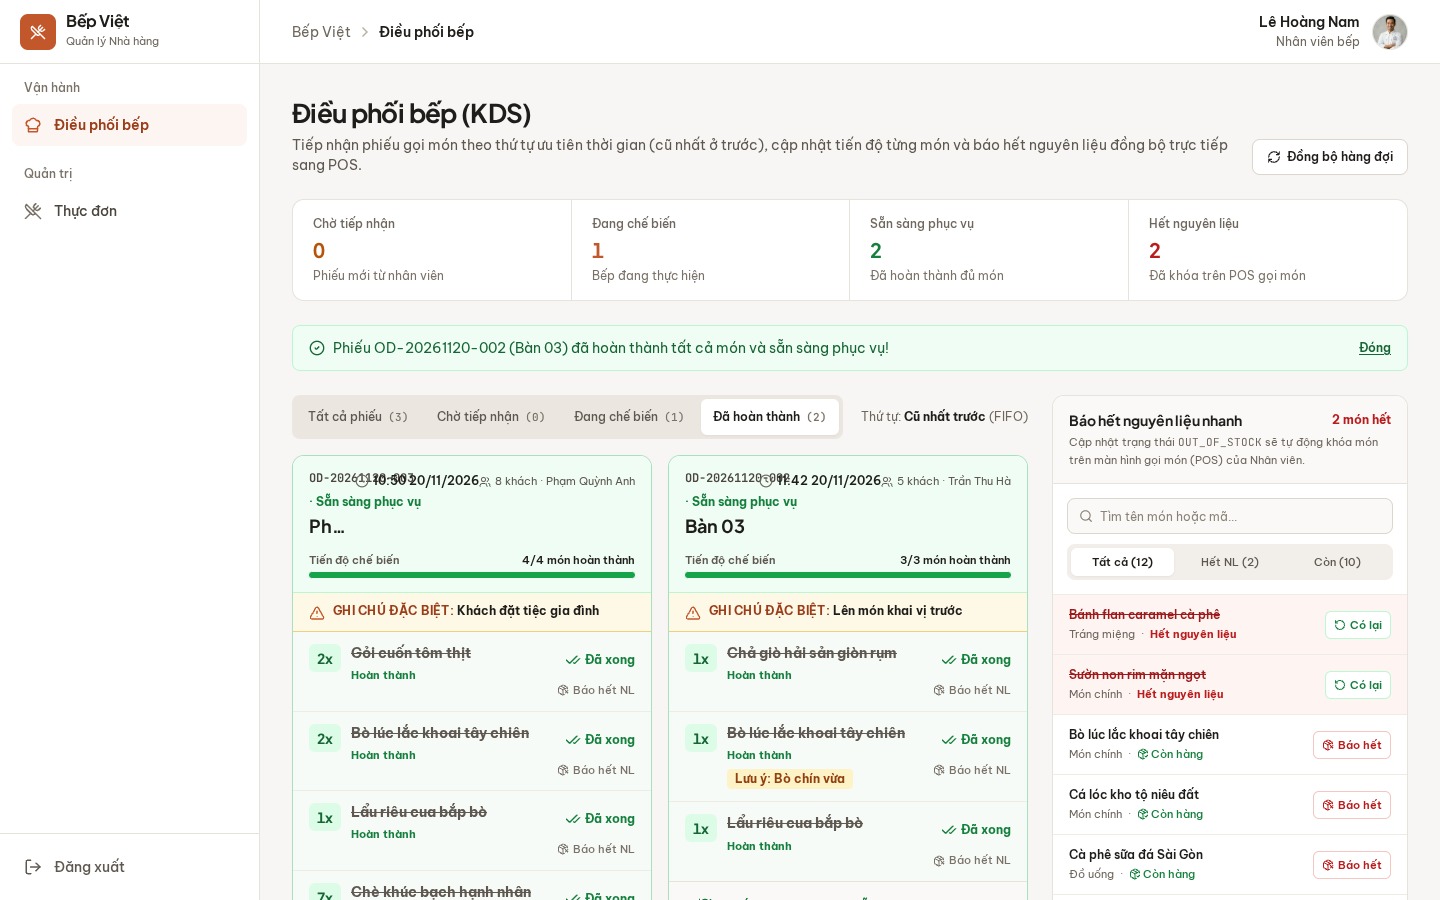 Bếp Việt
Quản lý Nhà hàng
Bếp Việt
Điều phối bếp
Lê Hoàng Nam
Nhân viên bếp
Vận hành
Điều phối bếp
Quản trị
Thực đơn
Đăng xuất
Điều phối bếp (KDS)
Tiếp nhận phiếu gọi món theo thứ tự ưu tiên thời gian (cũ nhất ở trước), cập nhật tiến độ từng món và báo hết nguyên liệu đồng bộ trực tiếp
sang POS.
Đồng bộ hàng đợi
Chờ tiếp nhận
0
Phiếu mới từ nhân viên
Đang chế biến
1
Bếp đang thực hiện
Sẵn sàng phục vụ
2
Đã hoàn thành đủ món
Hết nguyên liệu
2
Đã khóa trên POS gọi món
Phiếu OD-20261120-002 (Bàn 03) đã hoàn thành tất cả món và sẵn sàng phục vụ!
Đóng
Tất cả phiếu (3)
Chờ tiếp nhận (0)
Đang chế biến (1)
Đã hoàn thành (2)
Thứ tự: Cũ nhất trước (FIFO)
OD-20261120-003
10:50 20/11/2026
8 khách · Phạm Quỳnh Anh
· Sẵn sàng phục vụ
Ph...
Tiến độ chế biến
4/4 món hoàn thành
GHI CHÚ ĐẶC BIỆT: Khách đặt tiệc gia đình
2x
Gỏi cuốn tôm thịt
Hoàn thành
Đã xong
Báo hết NL
2x
Bò lúc lắc khoai tây chiên
Hoàn thành
Đã xong
Báo hết NL
1x
Lẩu riêu cua bắp bò
Hoàn thành
Đã xong
Báo hết NL
7x
Chè khúc bạch hạnh nhân
Đã xong
OD-20261120-002
11:42 20/11/2026
5 khách · Trần Thu Hà
· Sẵn sàng phục vụ
Bàn 03
Tiến độ chế biến
3/3 món hoàn thành
GHI CHÚ ĐẶC BIỆT: Lên món khai vị trước
1x
Chả giò hải sản giòn rụm
Hoàn thành
Đã xong
Báo hết NL
1x
Bò lúc lắc khoai tây chiên
Hoàn thành
Lưu ý: Bò chín vừa
Đã xong
Báo hết NL
1x
Lẩu riêu cua bắp bò
Hoàn thành
Đã xong
Báo hết NL
Báo hết nguyên liệu nhanh
2 món hết
Cập nhật trạng thái OUT_OF_STOCK sẽ tự động khóa món
trên màn hình gọi món (POS) của Nhân viên.
Tìm tên món hoặc mã...
Tất cả (12)
Hết NL (2)
Còn (10)
Bánh flan caramel cà phê
Tráng miệng · Hết nguyên liệu
Có lại
Sườn non rim mặn ngọt
Món chính · Hết nguyên liệu
Có lại
Bò lúc lắc khoai tây chiên
Món chính · Còn hàng
Báo hết
Cá lóc kho tộ niêu đất
Món chính · Còn hàng
Báo hết
Cà phê sữa đá Sài Gòn
Đồ uống · Còn hàng
Báo hết